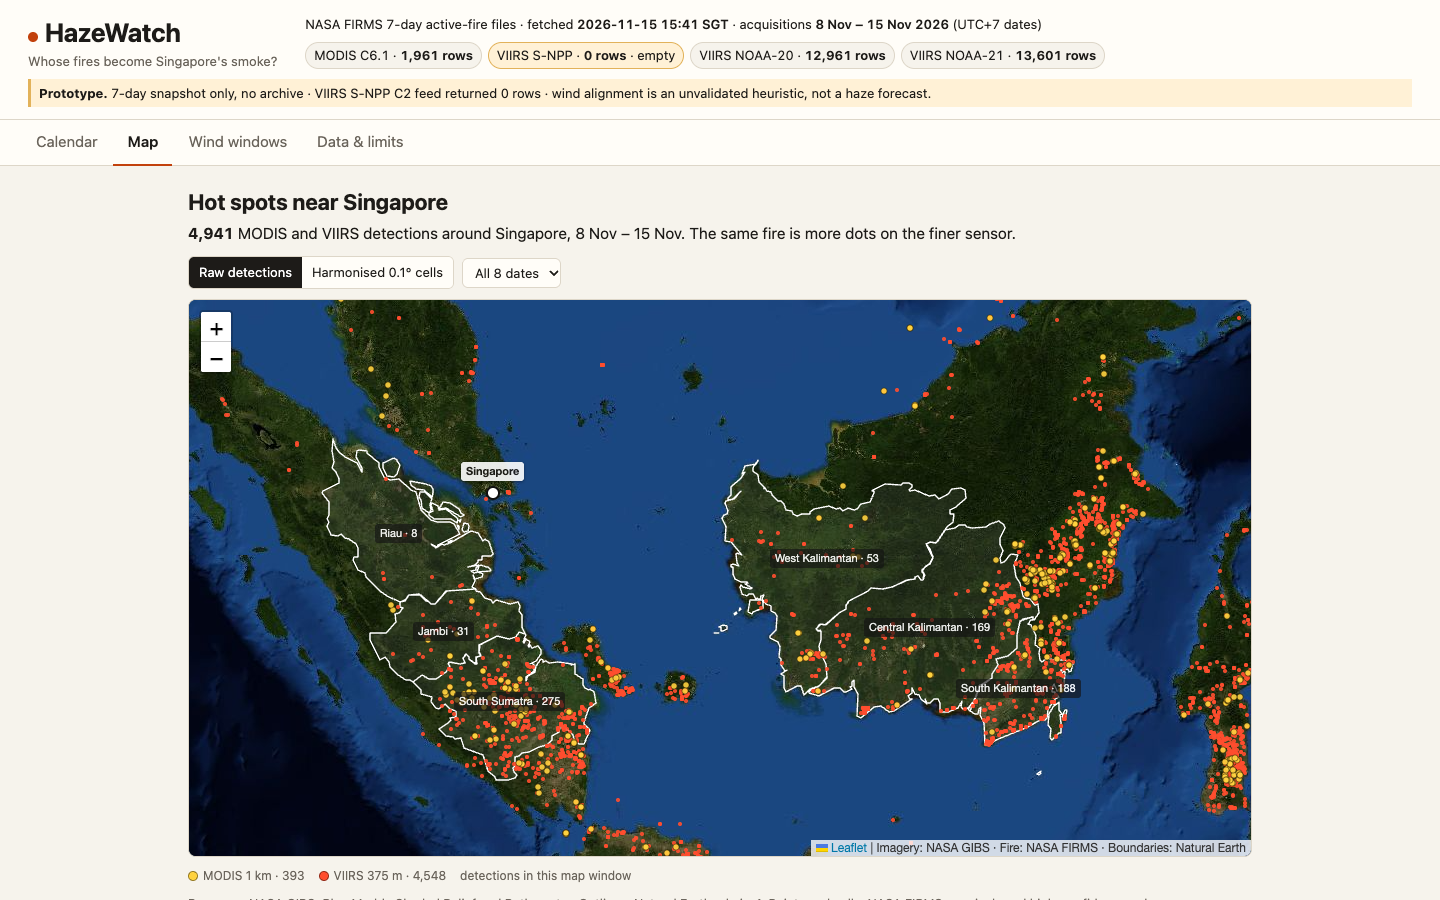 HazeWatch
Whose fires become Singapore's smoke?
NASA FIRMS 7-day active-fire files · fetched 2026-11-15 15:41 SGT · acquisitions 8 Nov – 15 Nov 2026 (UTC+7 dates)
MODIS C6.1 · 1,961 rows
VIIRS S-NPP · 0 rows · empty
VIIRS NOAA-20 · 12,961 rows
VIIRS NOAA-21 · 13,601 rows
Prototype. 7-day snapshot only, no archive · VIIRS S-NPP C2 feed returned 0 rows · wind alignment is an unvalidated heuristic, not a haze forecast.
Calendar
Map
Wind windows
Data & limits
Hot spots near Singapore
4,941 MODIS and VIIRS detections around Singapore, 8 Nov – 15 Nov. The same fire is more dots on the finer sensor.
Raw detections
Harmonised 0.1° cells
All 8 dates
+
−
Singapore
Riau · 8
West Kalimantan · 53
Jambi · 31
Central Kalimantan · 169
South Sumatra · 275
South Kalimantan · 188
Leaflet | Imagery: NASA GIBS · Fire: NASA FIRMS · Boundaries: Natural Earth
MODIS 1 km · 393
VIIRS 375 m · 4,548
detections in this map window